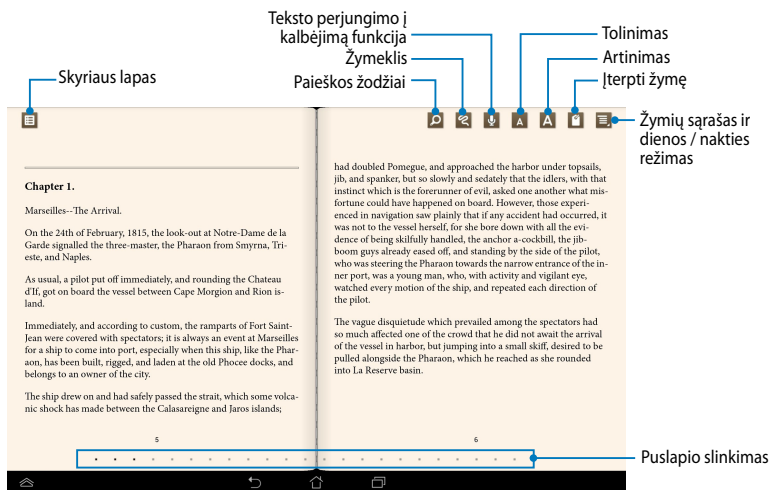 Teksto perjungimo į
kalbėjimą funkcija
Žymeklis
Paieškos žodžiai
Skyriaus lapas
Tolinimas
Artinimas
Įterpti žymę
Žymių sąrašas ir
dienos / nakties
režimas
A
A
Chapter 1.
Marseilles--The Arrival.
On the 24th of February, 1815, the look-out at Notre-Dame de la
Garde signalled the three-master, the Pharaon from Smyrna, Tri-
este, and Naples.
As usual, a pilot put off immediately, and rounding the Chateau
d'If, got on board the vessel between Cape Morgion and Rion is-
land.
Immediately, and according to custom, the ramparts of Fort Saint-
Jean were covered with spectators; it is always an event at Marseilles
for a ship to come into port, especially when this ship, like the Phar-
aon, has been built, rigged, and laden at the old Phocee docks, and
belongs to an owner of the city.
The ship drew on and had safely passed the strait, which some volca-
nic shock has made between the Calasareigne and Jaros islands;
5
had doubled Pomegue, and approached the harbor under topsails,
jib, and spanker, but so slowly and sedately that the idlers, with that
instinct which is the forerunner of evil, asked one another what mis-
fortune could have happened on board. However, those experi-
enced in navigation saw plainly that if any accident had occurred, it
was not to the vessel herself, for she bore down with all the evi-
dence of being skilfully handled, the anchor a-cockbill, the jib-
boom guys already eased off, and standing by the side of the pilot,
who was steering the Pharaon towards the narrow entrance of the in-
ner port, was a young man, who, with activity and vigilant eye,
watched every motion of the ship, and repeated each direction of
the pilot.
The vague disquietude which prevailed among the spectators had
so much affected one of the crowd that he did not await the arrival
of the vessel in harbor, but jumping into a small skiff, desired to be
pulled alongside the Pharaon, which he reached as she rounded
into La Reserve basin.
6
Puslapio slinkimas